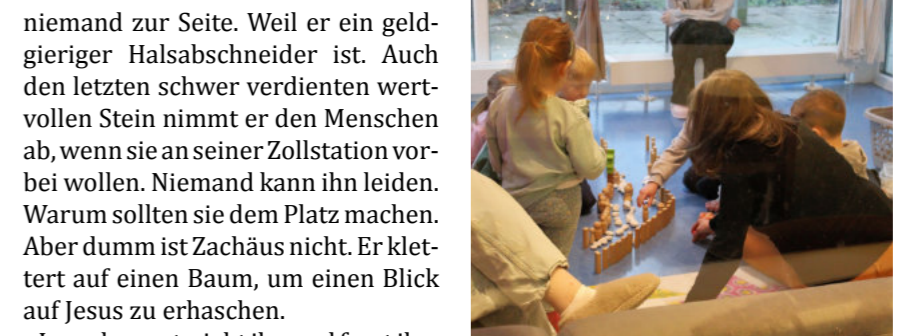 niemand zur Seite. Weil er ein geld-
gieriger Halsabschneider ist. Auch
den letzten schwer verdienten wert-
vollen Stein nimmt er den Menschen
ab, wenn sie an seiner Zollstation vor-
bei wollen. Niemand kann ihn leiden.
Warum sollten sie dem Platz machen.
Aber dumm ist Zachäus nicht. Er klet-
tert auf einen Baum, um einen Blick
auf Jesus zu erhaschen.